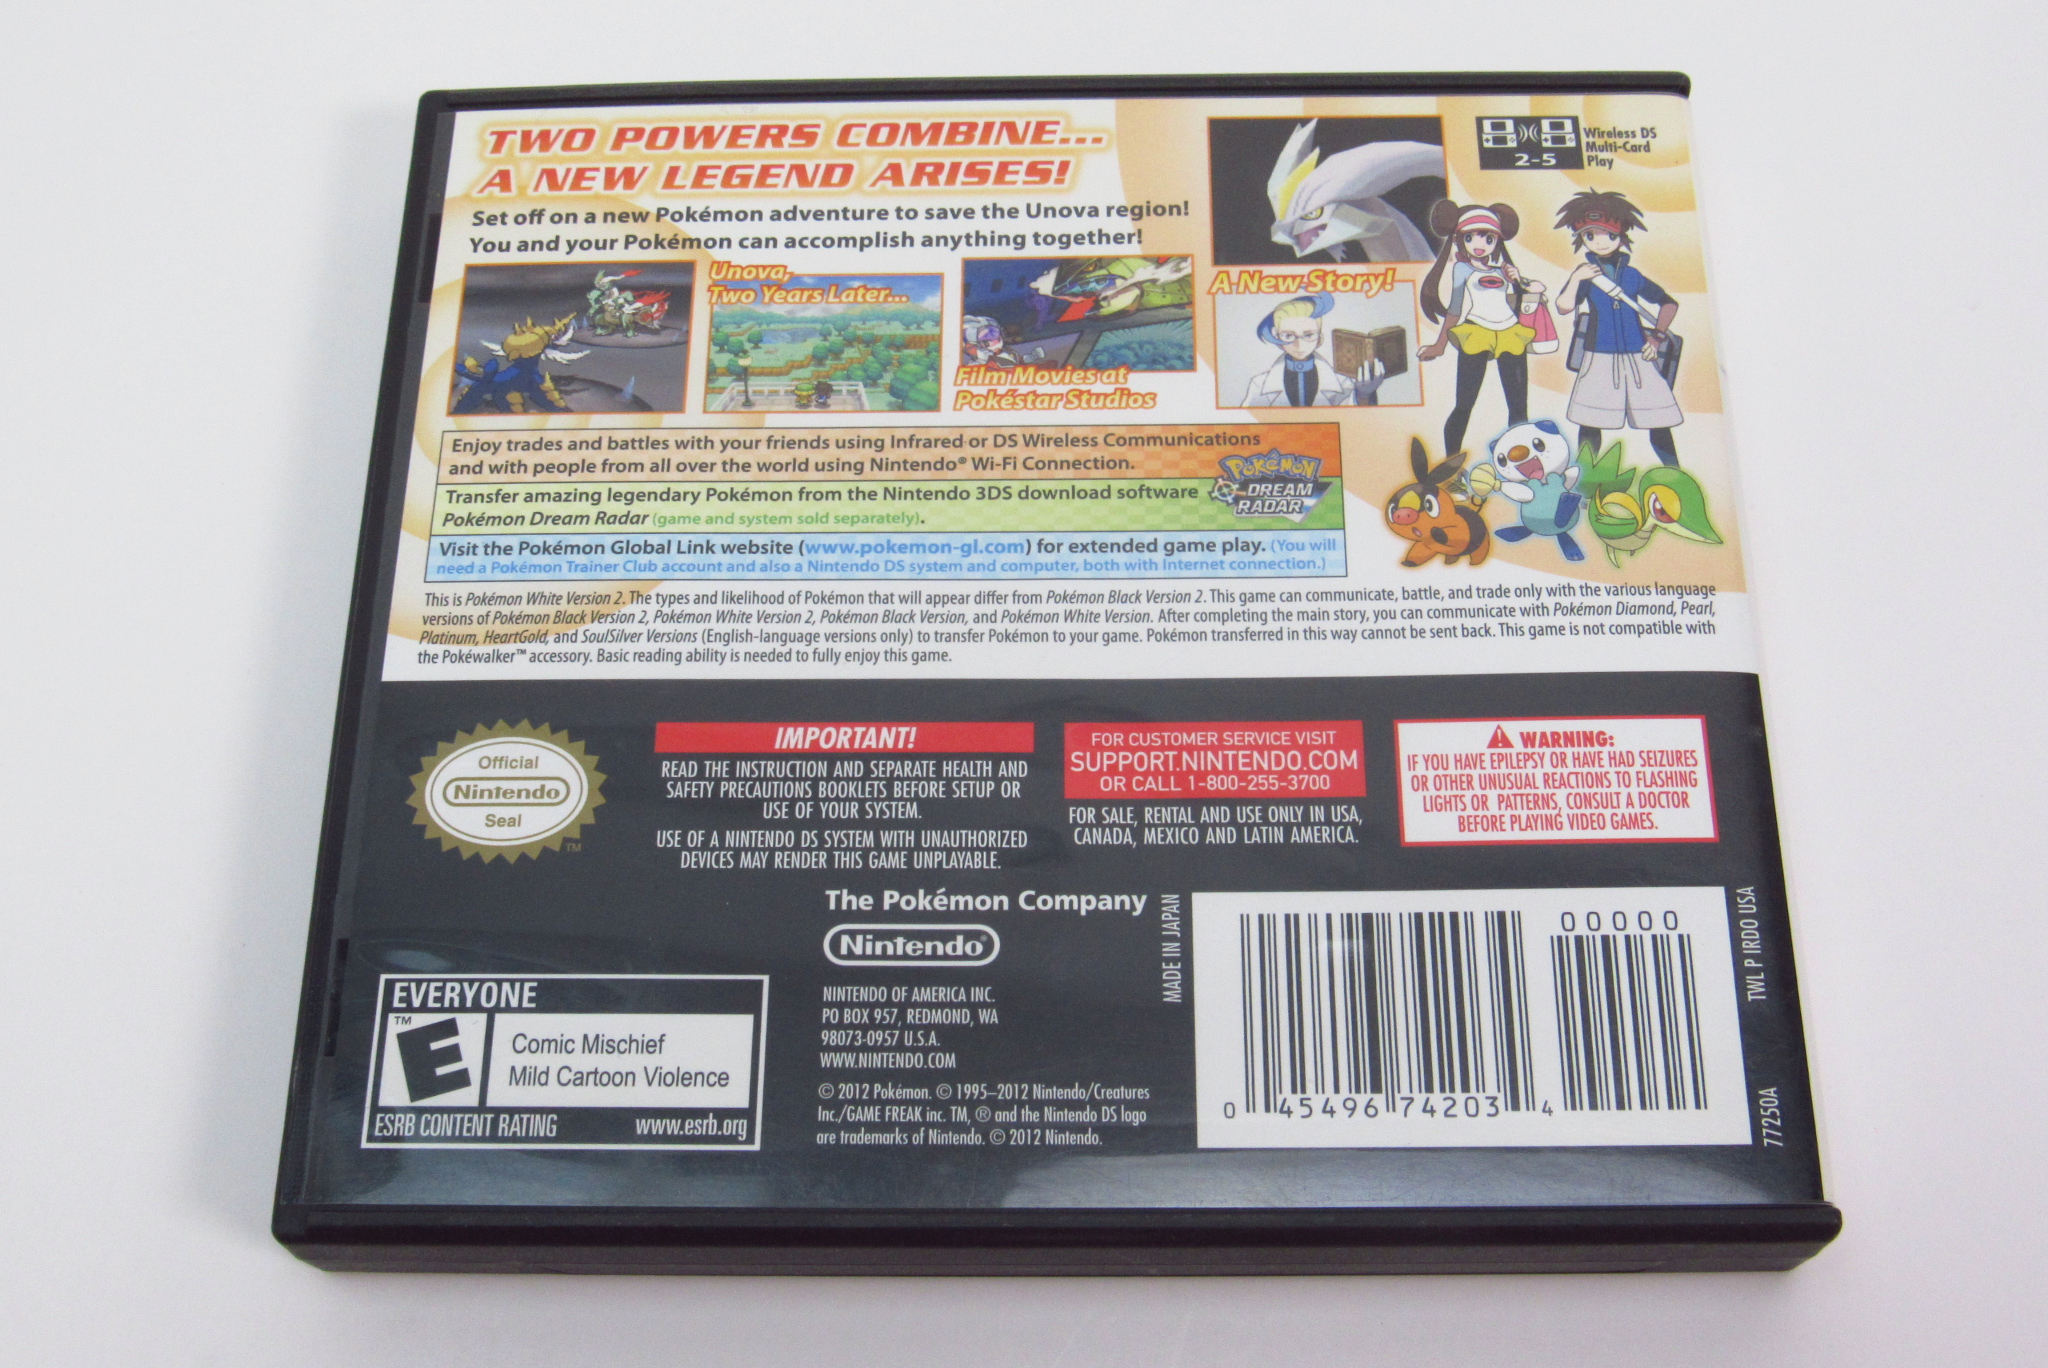 TWO POWERS COMBINE...
A NEW LEGEND ARISES!
Set off on a new Pokémon adventure to save the Unova region!
You and your Pokémon can accomplish anything together!
2-5
Wireless DS
Multi-Card
Play
Unova,
Two Years Later...
Film Movies at
Pokéstar Studios
A New Story!
Enjoy trades and battles with your friends using Infrared or DS Wireless Communications
and with people from all over the world using Nintendo® Wi-Fi Connection.
Transfer amazing legendary Pokémon from the Nintendo 3DS download software
Pokémon Dream Radar (game and system sold separately).
POKéMON
DREAM
RADAR
Visit the Pokémon Global Link website (www.pokemon-gl.com) for extended game play. (You will
need a Pokémon Trainer Club account and also a Nintendo DS system and computer, both with Internet connection.)
This is Pokémon White Version 2. The types and likelihood of Pokémon that will appear differ from Pokémon Black Version 2. This game can communicate, battle, and trade only with the various language
versions of Pokémon Black Version 2, Pokémon White Version 2, Pokémon Black Version, and Pokémon White Version. After completing the main story, you can communicate with Pokémon Diamond, Pearl,
Platinum, HeartGold, and SoulSilver Versions (English-language versions only) to transfer Pokémon to your game. Pokémon transferred in this way cannot be sent back. This game is not compatible with
the Pokéwalker™ accessory. Basic reading ability is needed to fully enjoy this game.
Official
Nintendo
Seal
TM
IMPORTANT!
READ THE INSTRUCTION AND SEPARATE HEALTH AND
SAFETY PRECAUTIONS BOOKLETS BEFORE SETUP OR
USE OF YOUR SYSTEM.
USE OF A NINTENDO DS SYSTEM WITH UNAUTHORIZED
DEVICES MAY RENDER THIS GAME UNPLAYABLE.
FOR CUSTOMER SERVICE VISIT
SUPPORT.NINTENDO.COM
OR CALL 1-800-255-3700
FOR SALE, RENTAL AND USE ONLY IN USA,
CANADA, MEXICO AND LATIN AMERICA.
WARNING:
IF YOU HAVE EPILEPSY OR HAVE HAD SEIZURES
OR OTHER UNUSUAL REACTIONS TO FLASHING
LIGHTS OR PATTERNS, CONSULT A DOCTOR
BEFORE PLAYING VIDEO GAMES.
EVERYONE
TM
E
Comic Mischief
Mild Cartoon Violence
ESRB CONTENT RATING www.esrb.org
The Pokémon Company
Nintendo®
NINTENDO OF AMERICA INC.
PO BOX 957, REDMOND, WA
98073-0957 U.S.A.
WWW.NINTENDO.COM
© 2012 Pokémon. © 1995–2012 Nintendo/Creatures
Inc./GAME FREAK inc. TM, ® and the Nintendo DS logo
are trademarks of Nintendo. © 2012 Nintendo.
MADE IN JAPAN
00000
0 45496 74203 4
TWL P IRDO USA
77250A